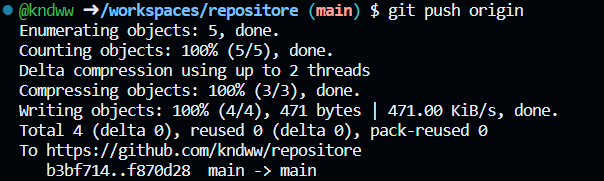 @kndww ➜/workspaces/repositore (main) $ git push origin
Enumerating objects: 5, done.
Counting objects: 100% (5/5), done.
Delta compression using up to 2 threads
Compressing objects: 100% (3/3), done.
Writing objects: 100% (4/4), 471 bytes | 471.00 KiB/s, done.
Total 4 (delta 0), reused 0 (delta 0), pack-reused 0
To https://github.com/kndww/repositore
   b3bf714..f870d28  main -> main